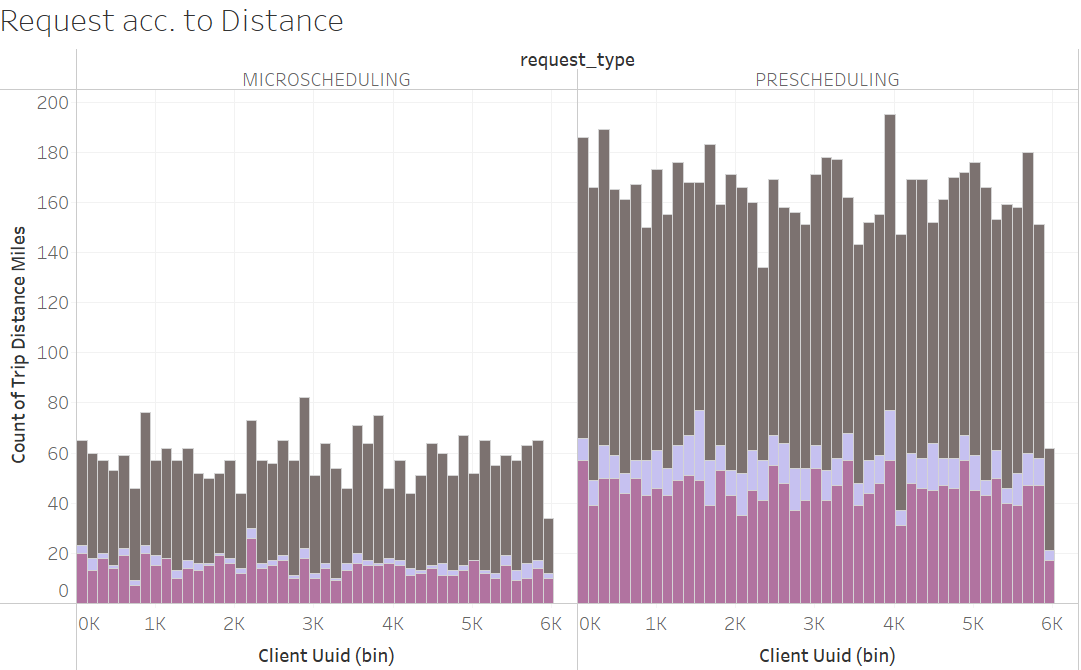 Request acc. to Distance
request_type
MICROSCHEDULING PRESCHEDULING
200
180
160
140
120
100
80
60
40
20
0
Count of Trip Distance Miles
0K 1K 2K 3K 4K 5K 6K 0K 1K 2K 3K 4K 5K 6K
Client Uuid (bin) Client Uuid (bin)